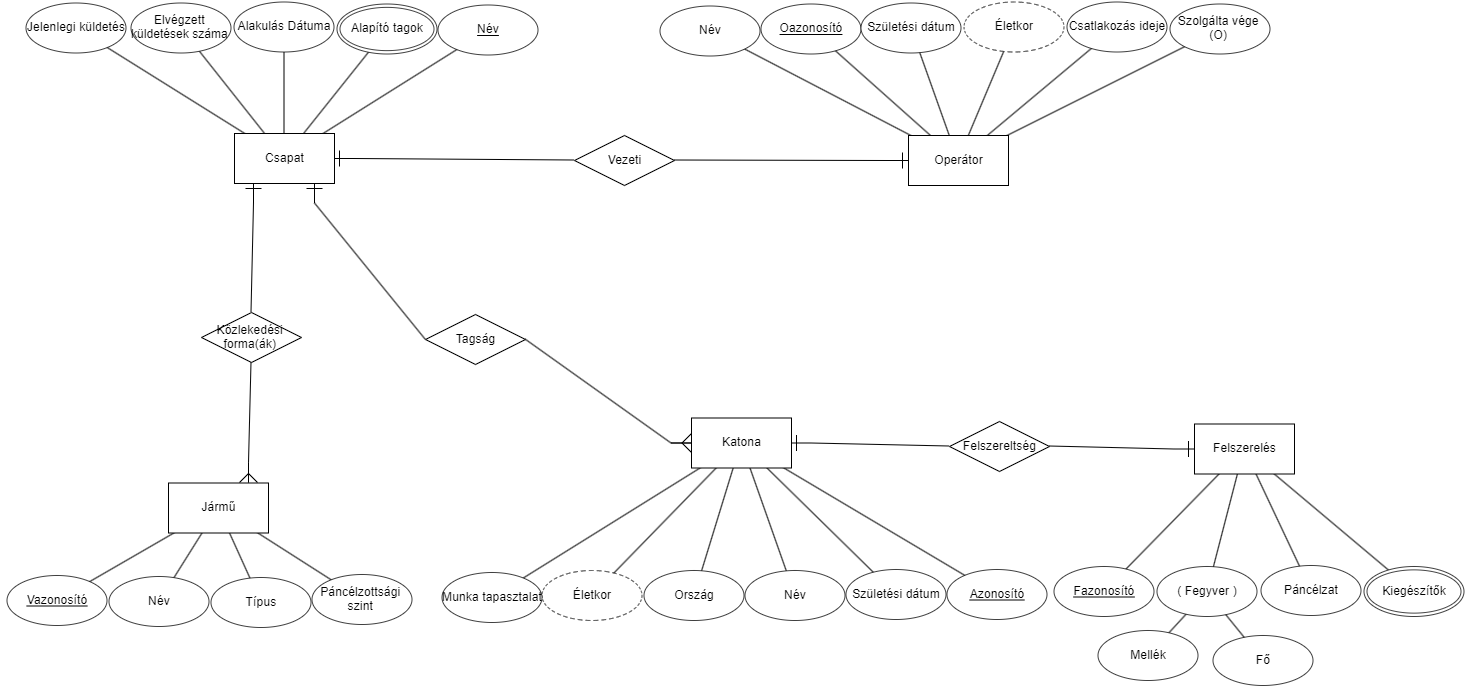 Jelenlegi küldetés
Elvégzett
küldetések száma
Alakulás Dátuma
Alapító tagok
Név
Név
Oazonosító
Születési dátum
Életkor
Csatlakozás ideje
Szolgálta vége
(O)
Csapat
Vezeti
Operátor
Közlekedési
forma(ák)
Tagság
Katona
Felszereltség
Felszerelés
Jármű
Vazonosító
Név
Típus
Páncélzottsági
szint
Munka tapasztalat
Életkor
Ország
Név
Születési dátum
Azonosító
Fazonosító
( Fegyver )
Páncélzat
Kiegészítők
Mellék
Fő